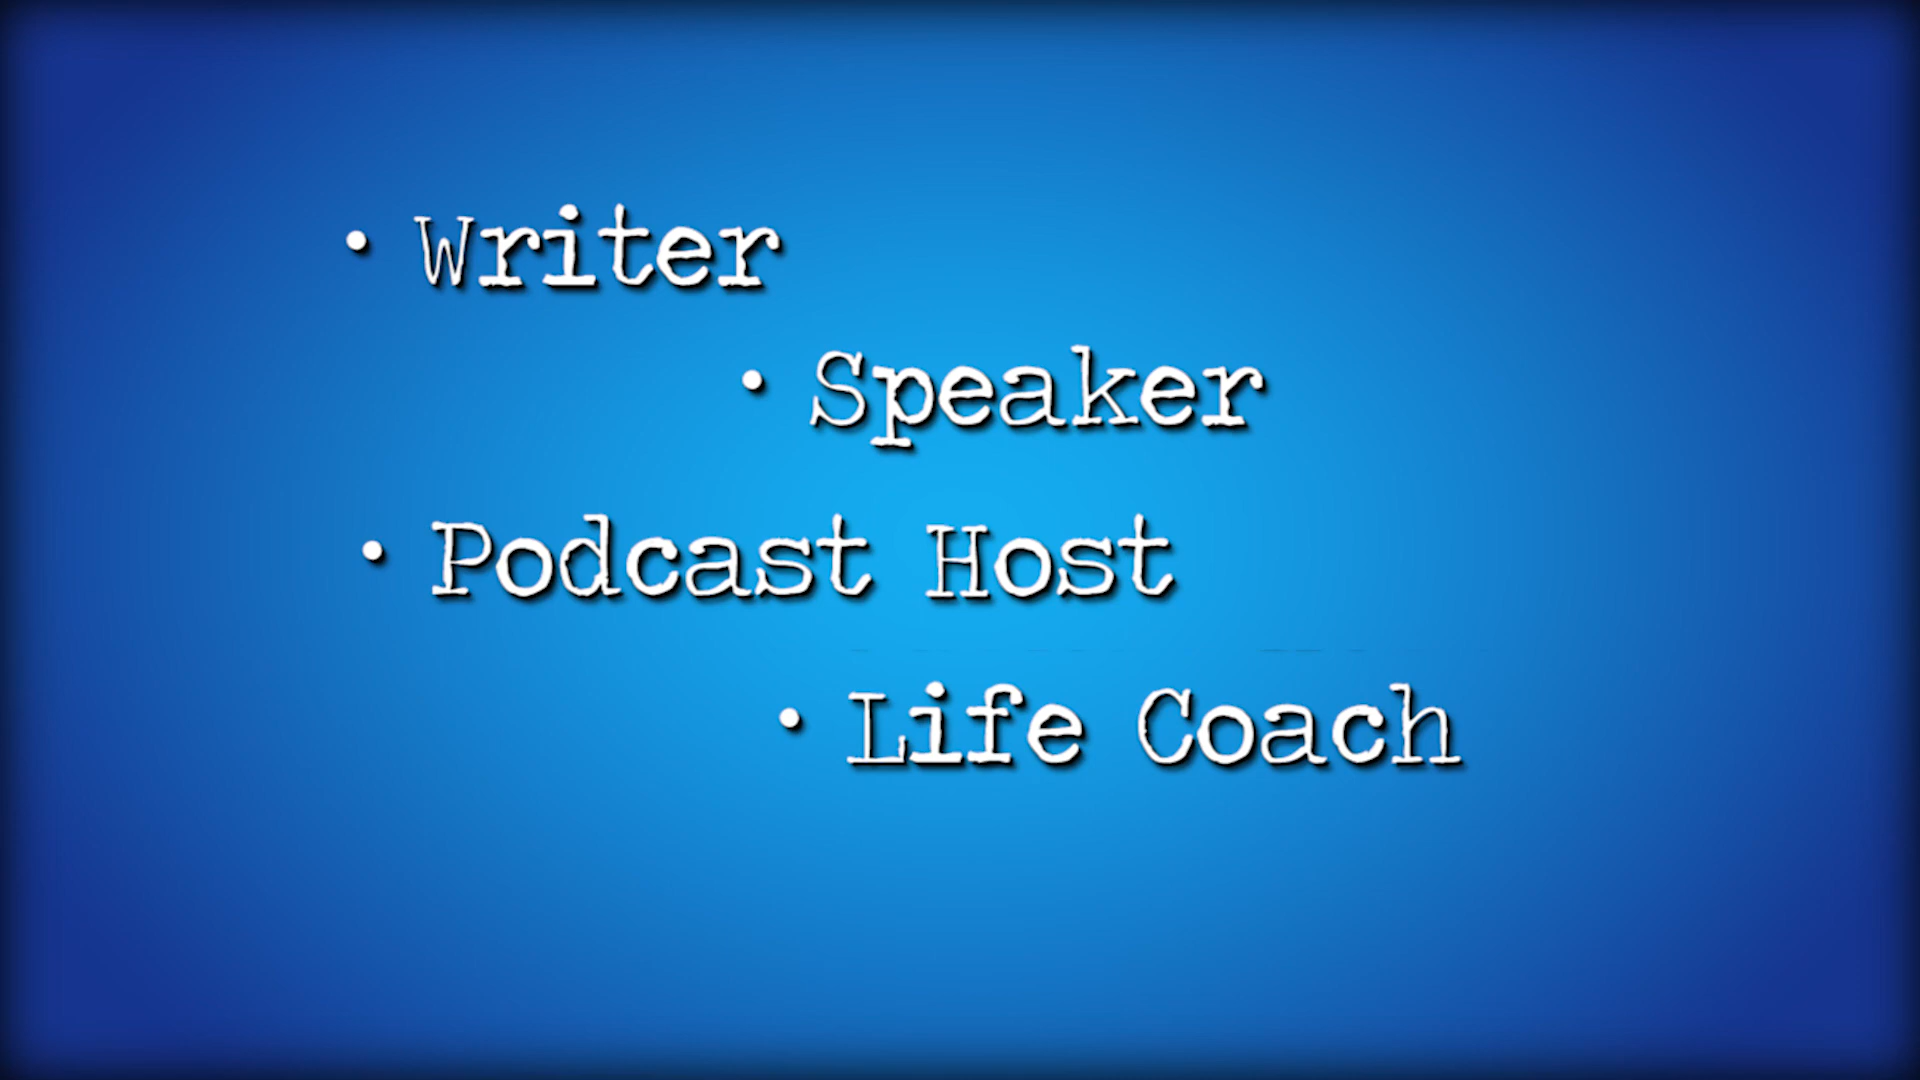 • Writer
• Speaker
• Podcast Host
• Life Coach